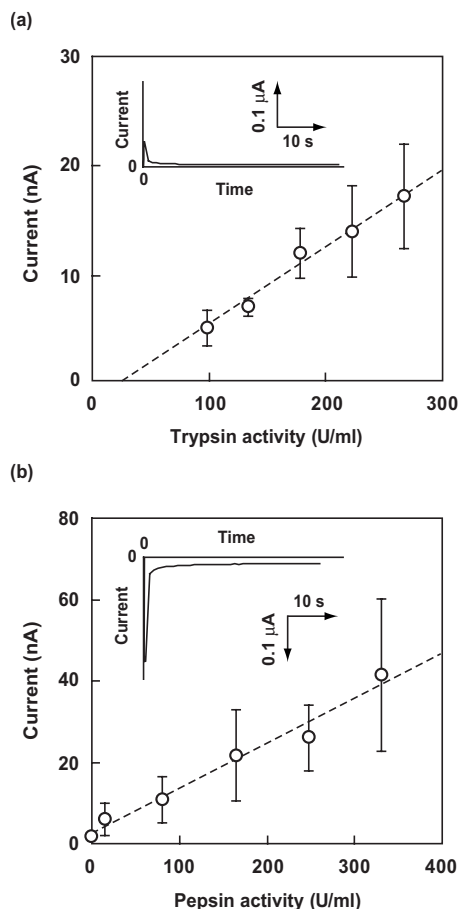 (a)
30
20
10
0
Current (nA)
Current
0
0
Time
0.1 µA
10 s
0
100
200
300
Trypsin activity (U/ml)
(b)
80
60
40
20
0
Current (nA)
0
Time
0
Current
10 s
0.1 µA
0
100
200
300
400
Pepsin activity (U/ml)